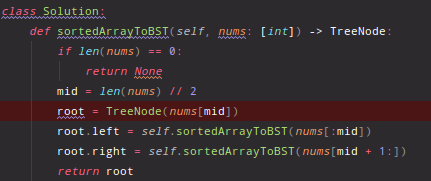 class Solution:
    def sortedArrayToBST(self, nums: [int]) -> TreeNode:
        if len(nums) == 0:
            return None
        mid = len(nums) // 2
        root = TreeNode(nums[mid])
        root.left = self.sortedArrayToBST(nums[:mid])
        root.right = self.sortedArrayToBST(nums[mid + 1:])
        return root